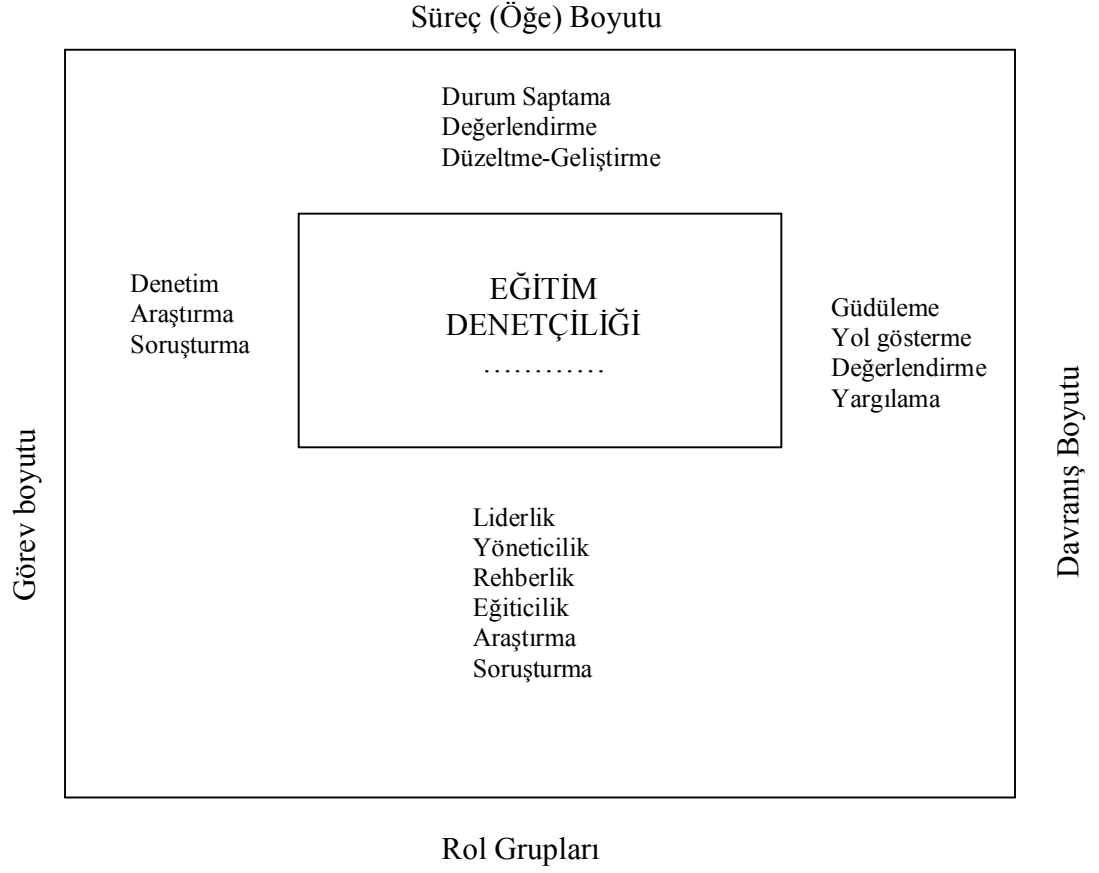 Süreç (Öğe) Boyutu
Durum Saptama
Değerlendirme
Düzeltme-Geliştirme
Denetim
Araştırma
Soruşturma
EĞİTİM
DENETÇİLİĞİ
…………
Güdüleme
Yol gösterme
Değerlendirme
Yargılama
Görev boyutu
Davranış Boyutu
Liderlik
Yöneticilik
Rehberlik
Eğiticilik
Araştırma
Soruşturma
Rol Grupları